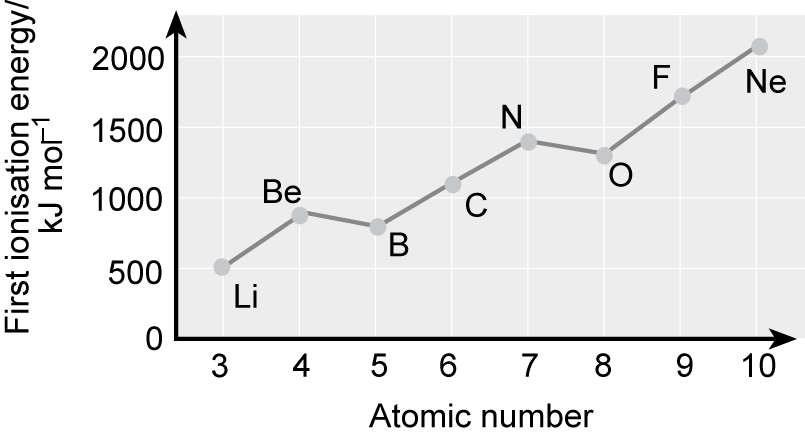 First ionisation energy/
kJ mol⁻¹
2000
1500
1000
500
0
Li
Be
B
C
N
O
F
Ne
3 4 5 6 7 8 9 10
Atomic number